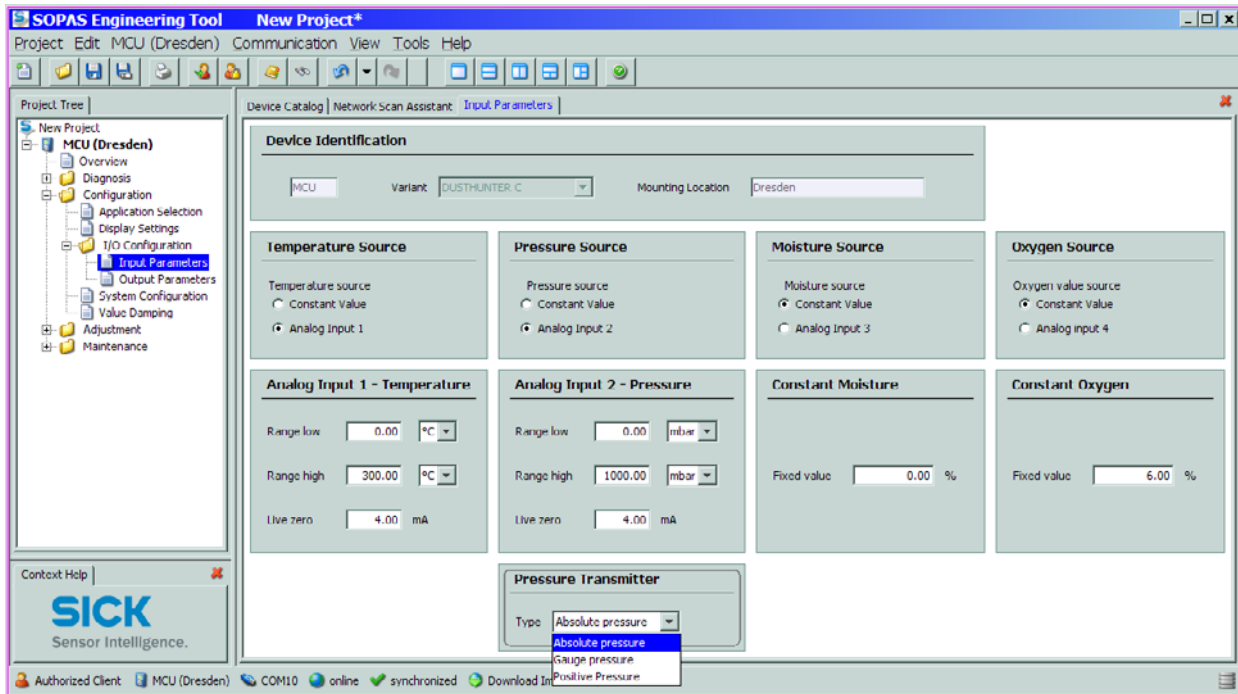 SOPAS Engineering Tool New Project*
Project Edit MCU (Dresden) Communication View Tools Help
Project Tree
New Project
MCU (Dresden)
Overview
Diagnosis
Configuration
Application Selection
Display Settings
I/O Configuration
Input Parameters
Output Parameters
System Configuration
Value Damping
Adjustment
Maintenance
Context Help
SICK
Sensor Intelligence.
Device Catalog Network Scan Assistant Input Parameters
Device Identification
MCU Variant DUSTHUNTER C Mounting Location Dresden
Temperature Source
Temperature source
Constant Value
Analog Input 1
Pressure Source
Pressure source
Constant Value
Analog Input 2
Moisture Source
Moisture source
Constant Value
Analog Input 3
Oxygen Source
Oxygen value source
Constant Value
Analog input 4
Analog Input 1 - Temperature
Range low 0.00 °C
Range high 300.00 °C
Live zero 4.00 mA
Analog Input 2 - Pressure
Range low 0.00 mbar
Range high 1000.00 mbar
Live zero 4.00 mA
Constant Moisture
Fixed value 0.00 %
Constant Oxygen
Fixed value 6.00 %
Pressure Transmitter
Type Absolute pressure
Absolute pressure
Gauge pressure
Positive Pressure
Authorized Client MCU (Dresden) COM10 online synchronized Download